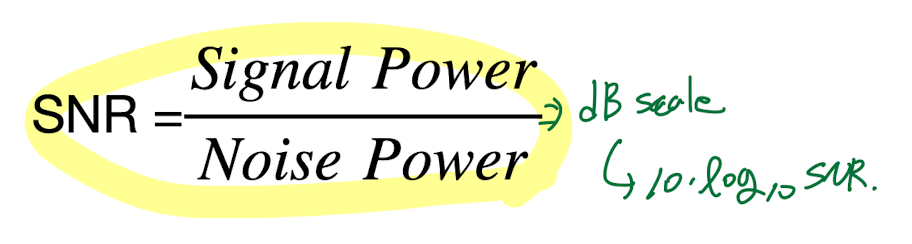 SNR = Signal Power / Noise Power ⇒ dB scale
↳ 10·log₁₀ SNR.